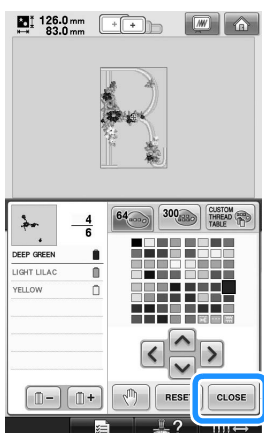 126.0 mm
83.0 mm
64
300
CUSTOM
THREAD
TABLE
4
6
DEEP GREEN
LIGHT LILAC
YELLOW
RESET
CLOSE
?